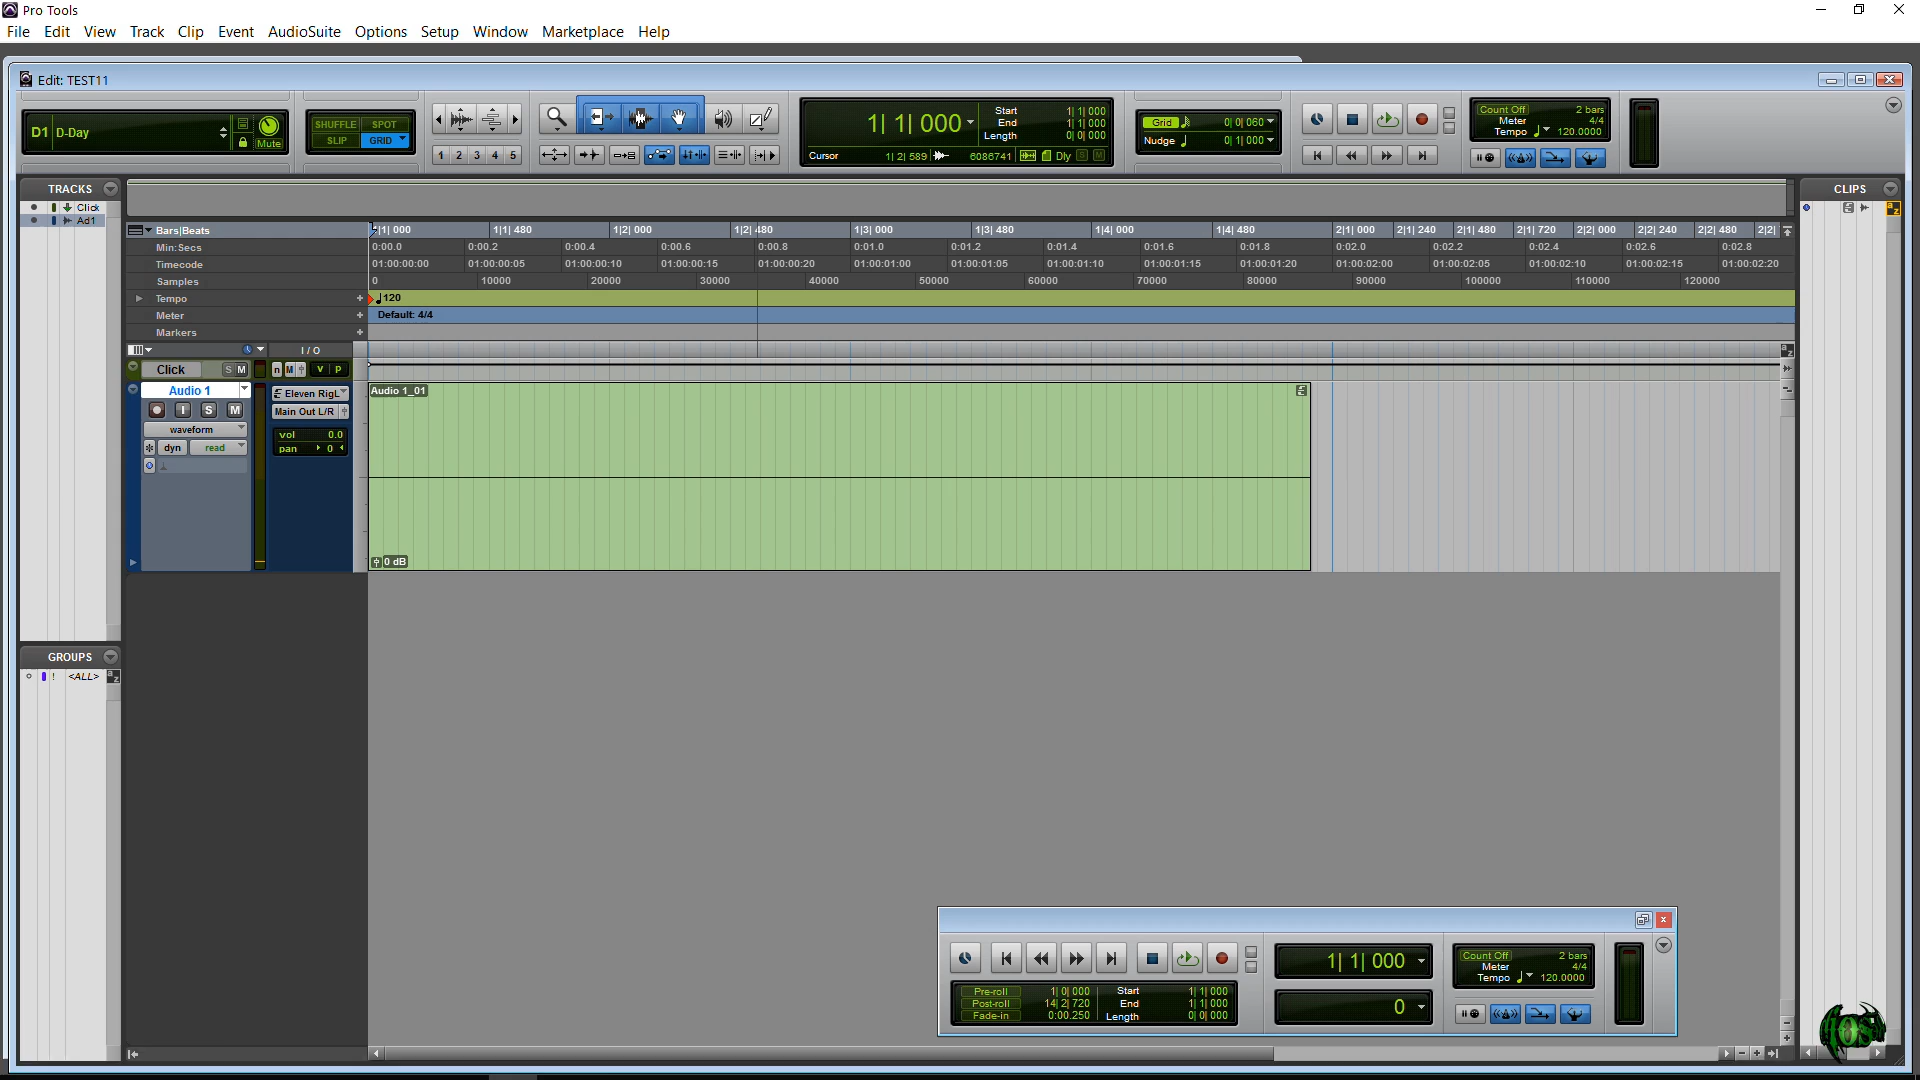 Pro Tools
File Edit View Track Clip Event AudioSuite Options Setup Window Marketplace Help
Edit: TEST11
D1 D-Day
Mute
SHUFFLE SPOT
SLIP GRID
1 2 3 4 5
1| 1| 000
Start 1| 1| 000
End 1| 1| 000
Length 0| 0| 000
Cursor 1| 2| 589 6086741 Dly S M
Grid 0| 0| 060
Nudge 0| 1| 000
Count Off 2 bars
Meter 4/4
Tempo 120.0000
TRACKS
Click
Ad1
CLIPS
Bars|Beats 1|1| 000 1|1| 480 1|2| 000 1|2| 480 1|3| 000 1|3| 480 1|4| 000 1|4| 480 2|1| 000 2|1| 240 2|1| 480 2|1| 720 2|2| 000 2|2| 240 2|2| 480 2|2|
Min:Secs 0:00.0 0:00.2 0:00.4 0:00.6 0:00.8 0:01.0 0:01.2 0:01.4 0:01.6 0:01.8 0:02.0 0:02.2 0:02.4 0:02.6 0:02.8
Timecode 01:00:00:00 01:00:00:05 01:00:00:10 01:00:00:15 01:00:00:20 01:00:01:00 01:00:01:05 01:00:01:10 01:00:01:15 01:00:01:20 01:00:02:00 01:00:02:05 01:00:02:10 01:00:02:15 01:00:02:20
Samples 0 10000 20000 30000 40000 50000 60000 70000 80000 90000 100000 110000 120000
Tempo + 120
Meter + Default: 4/4
Markers +
I / O
Click S M n M V P
Audio 1
Eleven RigL
I S M
Main Out L/R
waveform
vol 0.0
dyn read
pan 0
Audio 1_01
0 dB
GROUPS
! <ALL>
1| 1| 000
Pre-roll 1| 0| 000
Post-roll 14| 2| 720
Fade-in 0:00.250
Start 1| 1| 000
End 1| 1| 000
Length 0| 0| 000
0
Count Off 2 bars
Meter 4/4
Tempo 120.0000
IOS